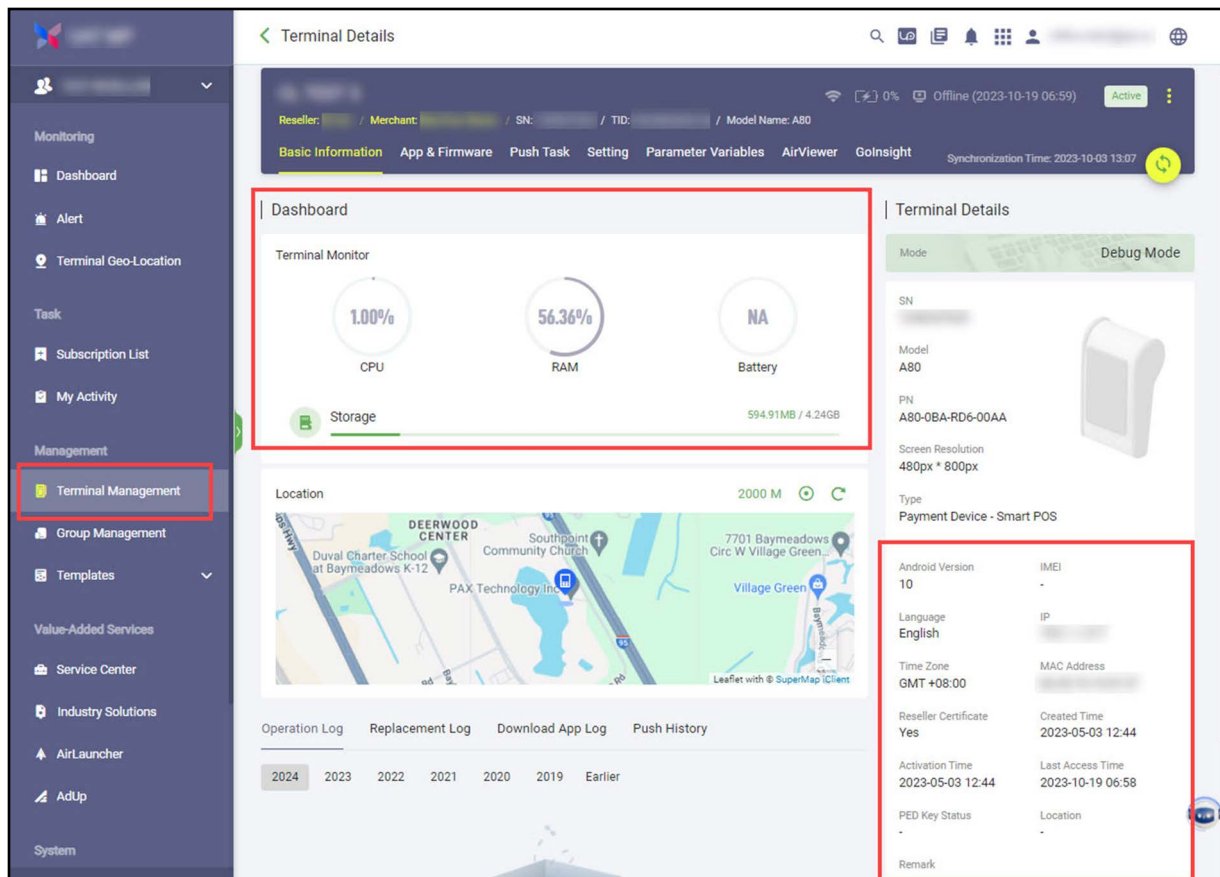 Terminal Details
0%
Offline (2023-10-19 06:59)
Active
Reseller: / Merchant: / SN: / TID: / Model Name: A80
Basic Information
App & Firmware
Push Task
Setting
Parameter Variables
AirViewer
GoInsight
Synchronization Time: 2023-10-03 13:07
Monitoring
Dashboard
Alert
Terminal Geo-Location
Task
Subscription List
My Activity
Management
Terminal Management
Group Management
Templates
Value-Added Services
Service Center
Industry Solutions
AirLauncher
AdUp
System
Dashboard
Terminal Monitor
1.00%
56.36%
NA
CPU
RAM
Battery
Storage
594.91MB / 4.24GB
Location
2000 M
DEERWOOD
CENTER
Duval Charter School
at Baymeadows K-12
Southpoint
Community Church
7701 Baymeadows
Circ W Village Green...
PAX Technology Inc
Village Green
95
Leaflet with © SuperMap iClient
Operation Log
Replacement Log
Download App Log
Push History
2024
2023
2022
2021
2020
2019
Earlier
Terminal Details
Mode
Debug Mode
SN
Model
A80
PN
A80-0BA-RD6-00AA
Screen Resolution
480px * 800px
Type
Payment Device - Smart POS
Android Version
IMEI
10
-
Language
IP
English
Time Zone
MAC Address
GMT +08:00
Reseller Certificate
Created Time
Yes
2023-05-03 12:44
Activation Time
Last Access Time
2023-05-03 12:44
2023-10-19 06:58
PED Key Status
Location
-
-
Remark